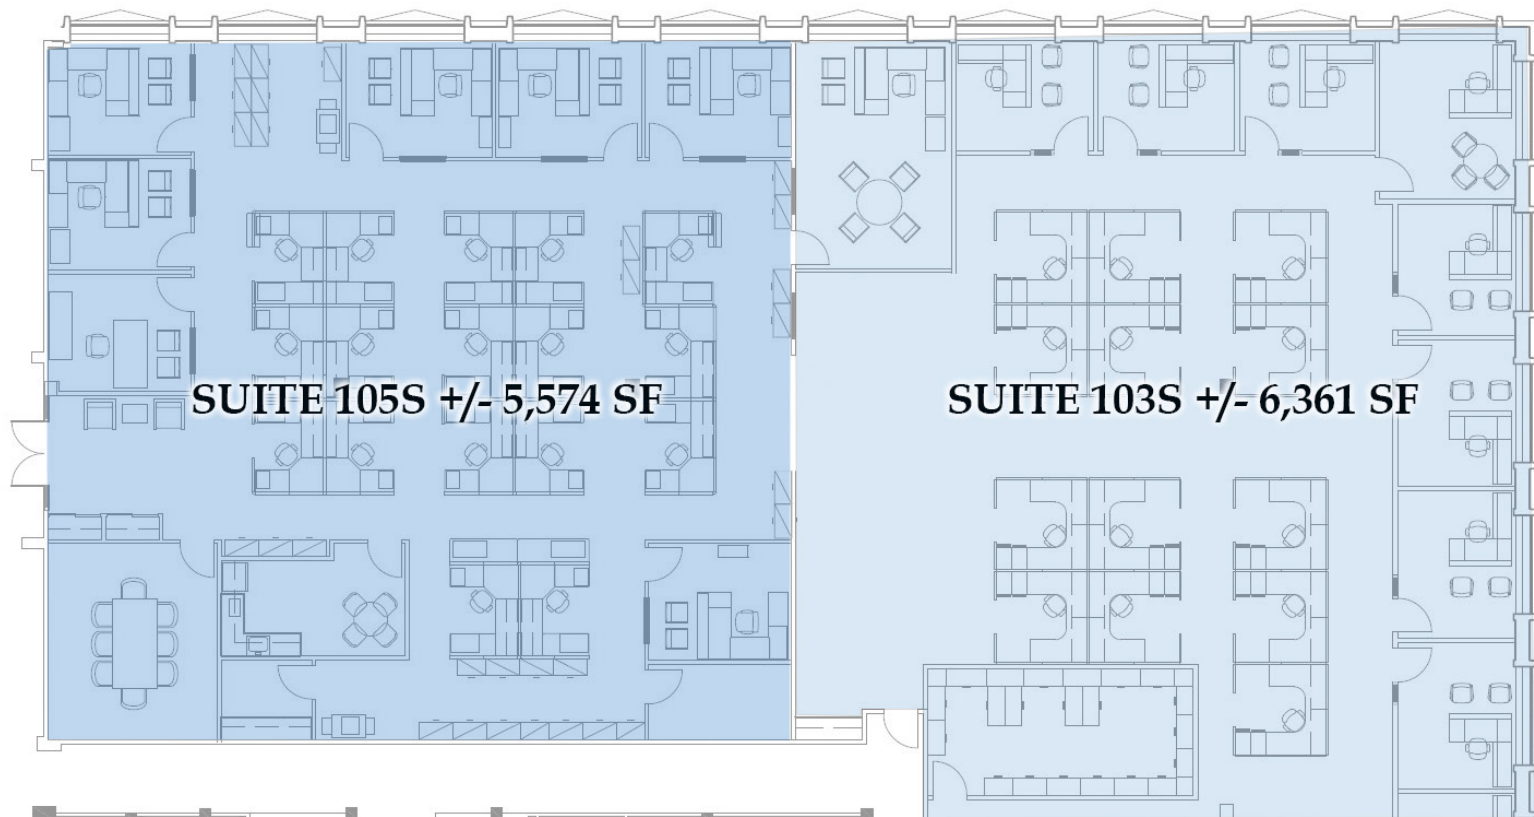 SUITE 105S +/- 5,574 SF
SUITE 103S +/- 6,361 SF